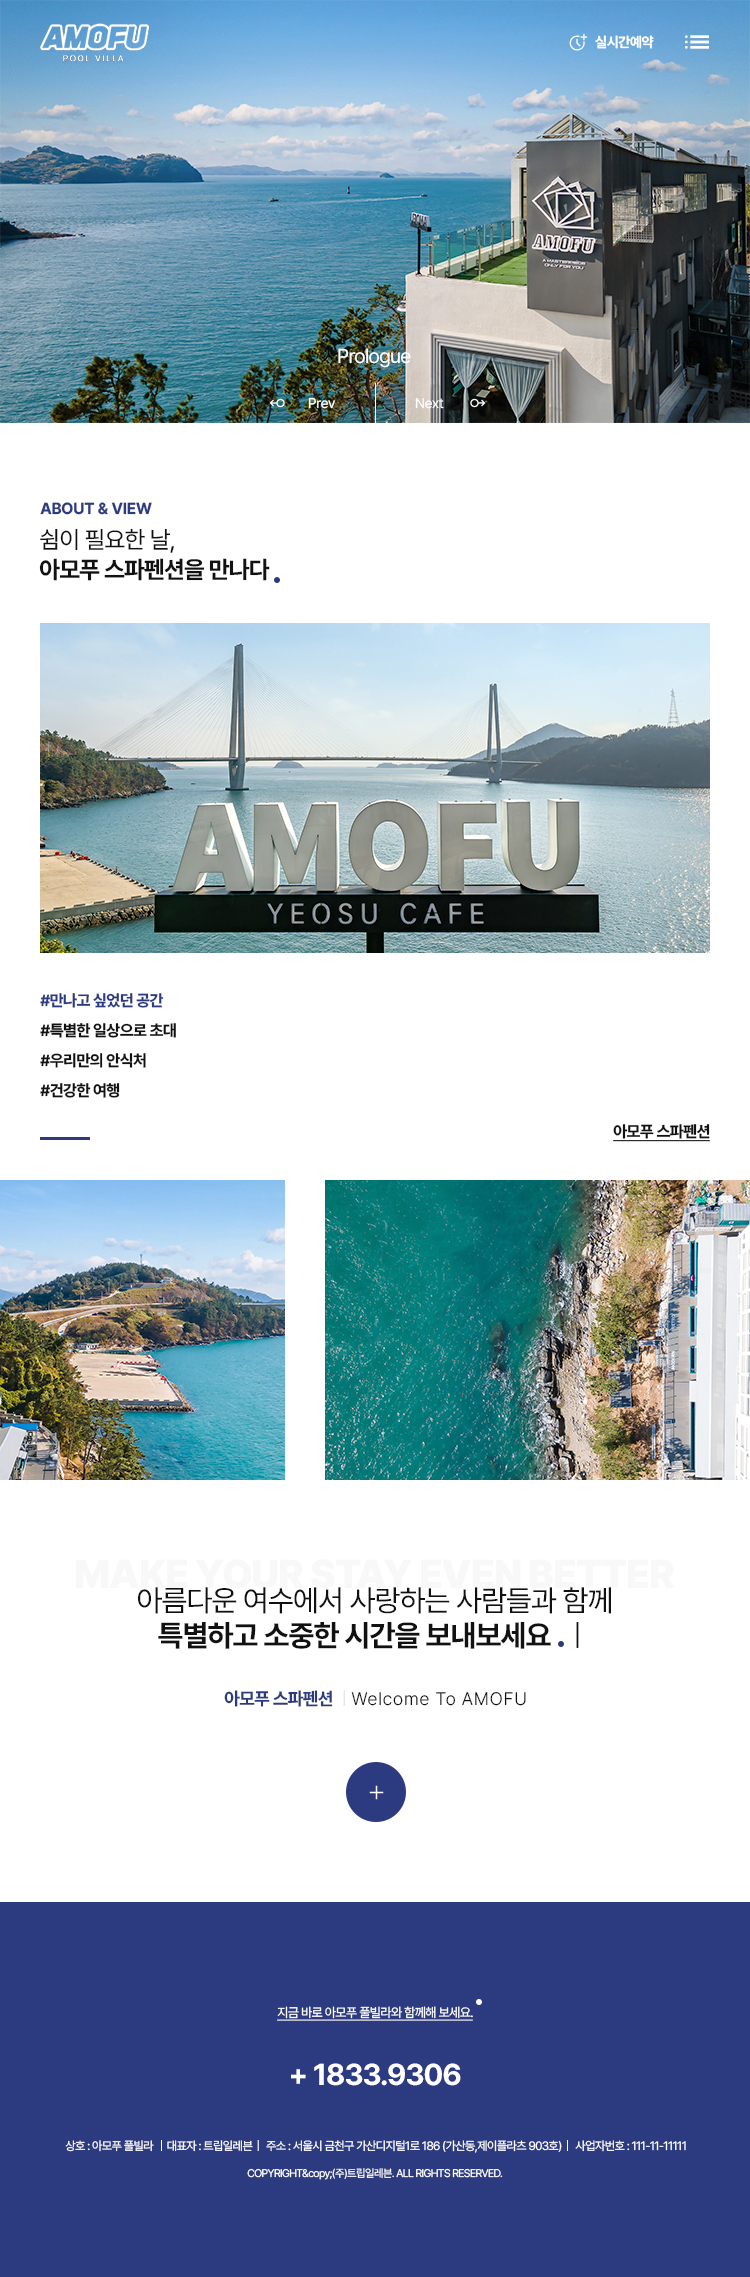 AMOFU
POOL VILLA
실시간예약
AMOFU
A MASTERPIECE
ONLY FOR YOU
Prologue
Prev
Next
ABOUT & VIEW
쉼이 필요한 날,
아모푸 스파펜션을 만나다
AMOFU
YEOSU CAFE
#만나고 싶었던 공간
#특별한 일상으로 초대
#우리만의 안식처
#건강한 여행
아모푸 스파펜션
MAKE YOUR STAY EVEN BETTER
아름다운 여수에서 사랑하는 사람들과 함께
특별하고 소중한 시간을 보내보세요.
아모푸 스파펜션 | Welcome To AMOFU
+
지금 바로 아모푸 풀빌라와 함께해 보세요.
+ 1833.9306
상호 : 아모푸 풀빌라 | 대표자 : 트립일레븐 | 주소 : 서울시 금천구 가산디지털1로 186 (가산동,제이플라츠 903호) | 사업자번호 : 111-11-11111
COPYRIGHT&copy;(주)트립일레븐. ALL RIGHTS RESERVED.